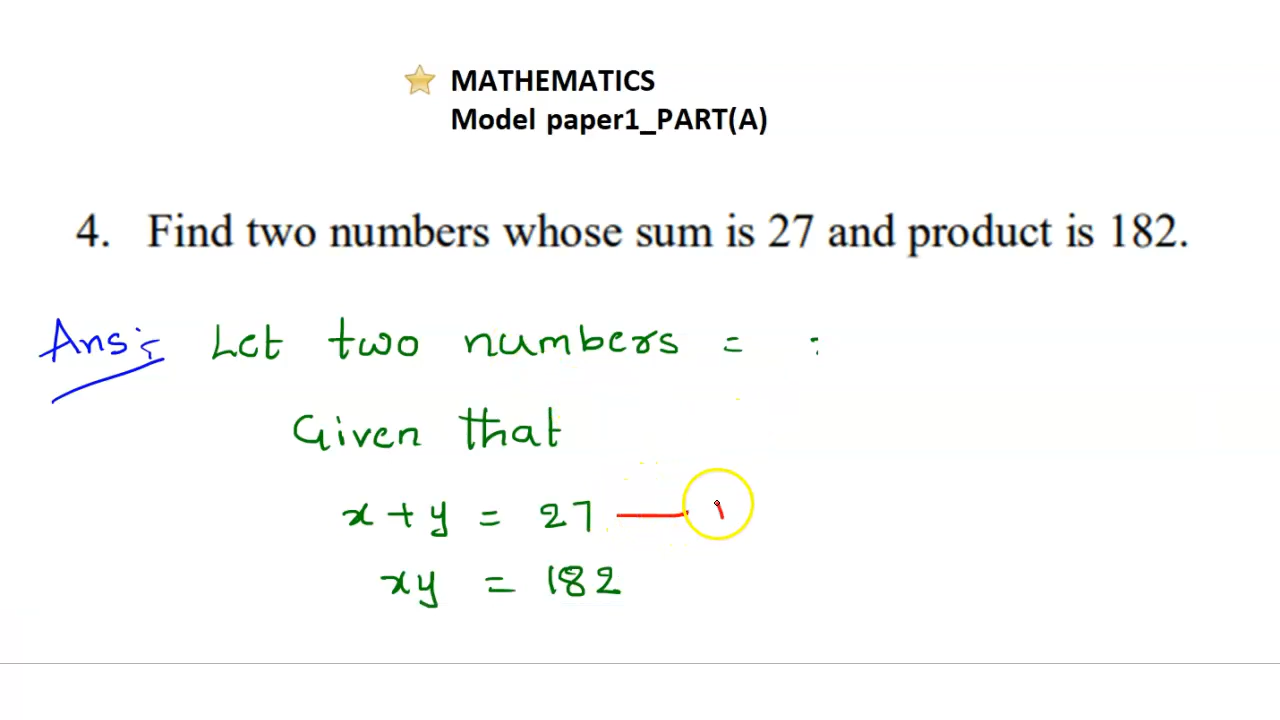 MATHEMATICS
Model paper1_PART(A)
4. Find two numbers whose sum is 27 and product is 182.
Ans: Let two numbers = :
Given that
x + y = 27 — 1
xy = 182